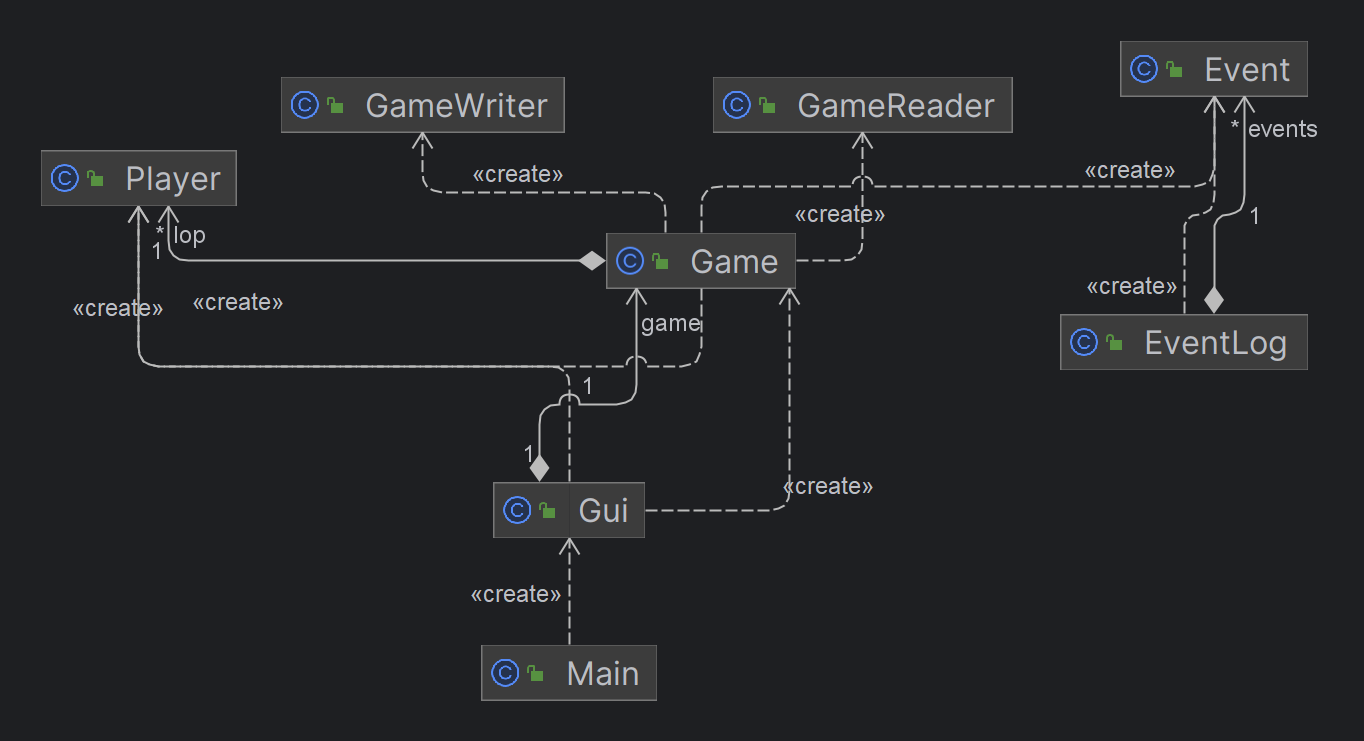 C Event
C GameWriter
C GameReader
* events
C Player
«create»
«create»
«create»
* lop
1
1
C Game
«create»
«create»
«create»
game
C EventLog
1
1
«create»
C Gui
«create»
C Main